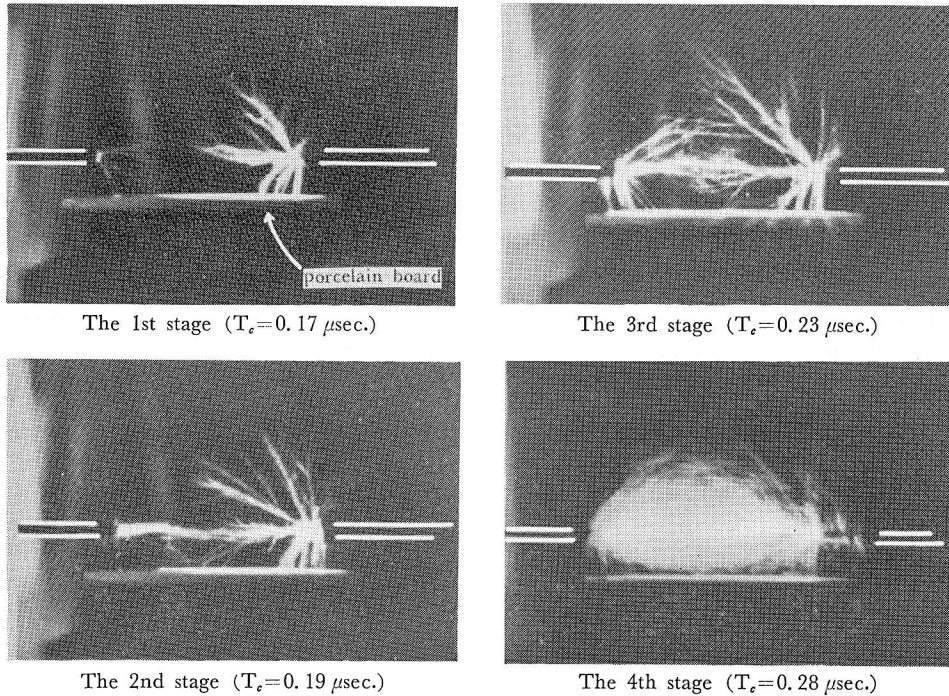 porcelain board
The 1st stage (Tc=0.17 μsec.)
The 3rd stage (Tc=0.23 μsec.)
The 2nd stage (Tc=0.19 μsec.)
The 4th stage (Tc=0.28 μsec.)